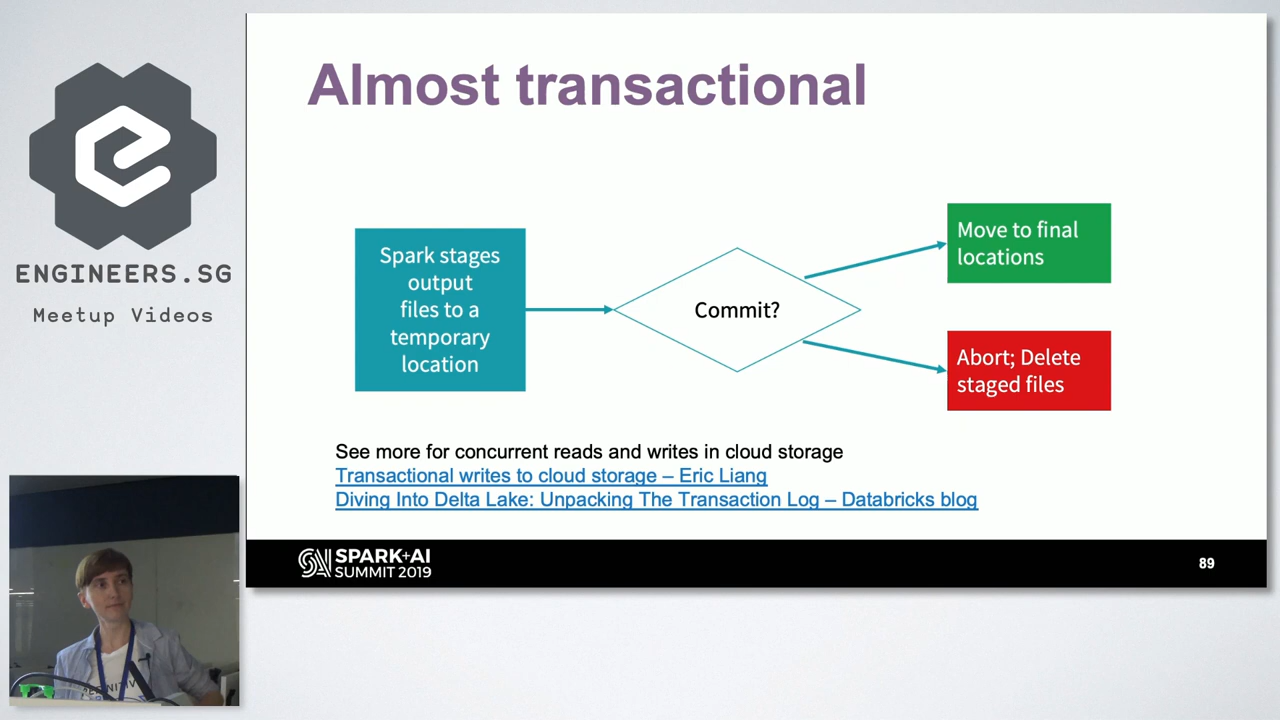 ENGINEERS.SG
Meetup Videos
Almost transactional
Spark stages
output
files to a
temporary
location
Commit?
Move to final
locations
Abort; Delete
staged files
See more for concurrent reads and writes in cloud storage
Transactional writes to cloud storage – Eric Liang
Diving Into Delta Lake: Unpacking The Transaction Log – Databricks blog
SPARK+AI
SUMMIT 2019
89